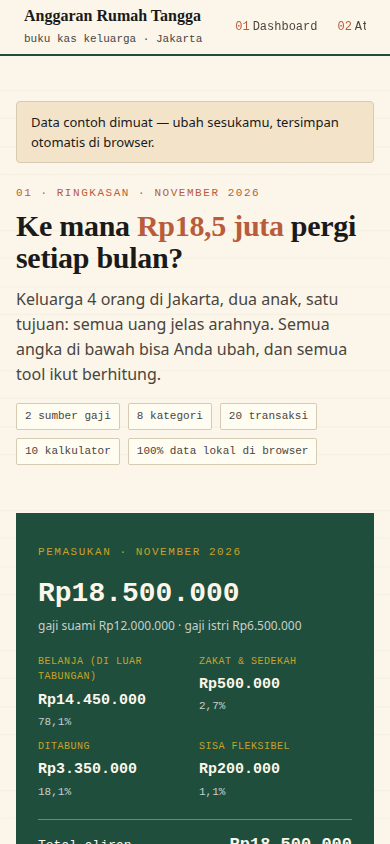 Anggaran Rumah Tangga
buku kas keluarga · Jakarta
01 Dashboard
02
Data contoh dimuat — ubah sesukamu, tersimpan
otomatis di browser.
01 · RINGKASAN · NOVEMBER 2026
Ke mana Rp18,5 juta pergi
setiap bulan?
Keluarga 4 orang di Jakarta, dua anak, satu
tujuan: semua uang jelas arahnya. Semua
angka di bawah bisa Anda ubah, dan semua
tool ikut berhitung.
2 sumber gaji
8 kategori
20 transaksi
10 kalkulator
100% data lokal di browser
PEMASUKAN · NOVEMBER 2026
Rp18.500.000
gaji suami Rp12.000.000 · gaji istri Rp6.500.000
BELANJA (DI LUAR
TABUNGAN)
Rp14.450.000
78,1%
ZAKAT & SEDEKAH
Rp500.000
2,7%
DITABUNG
Rp3.350.000
18,1%
SISA FLEKSIBEL
Rp200.000
1,1%
Total aliran
Rp18.500.000